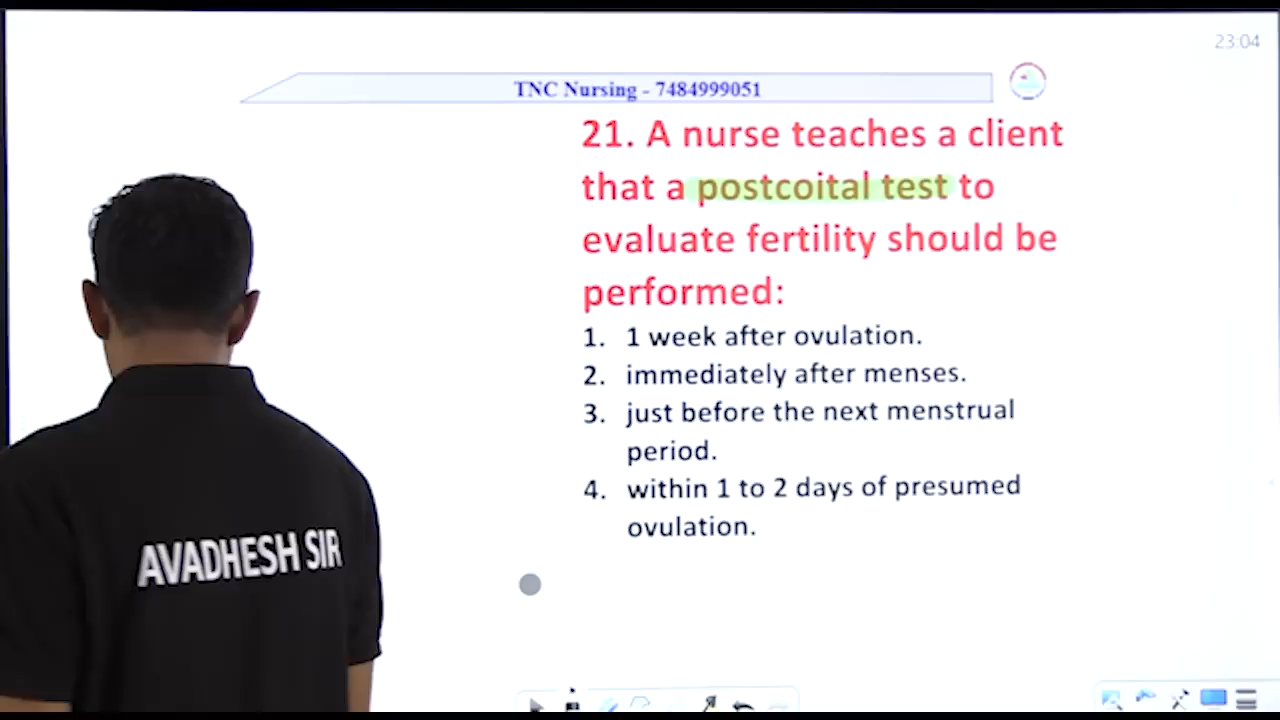 23:04
TNC Nursing - 7484999051
21. A nurse teaches a client
that a postcoital test to
evaluate fertility should be
performed:
1. 1 week after ovulation.
2. immediately after menses.
3. just before the next menstrual
period.
4. within 1 to 2 days of presumed
ovulation.
AVADHESH SIR